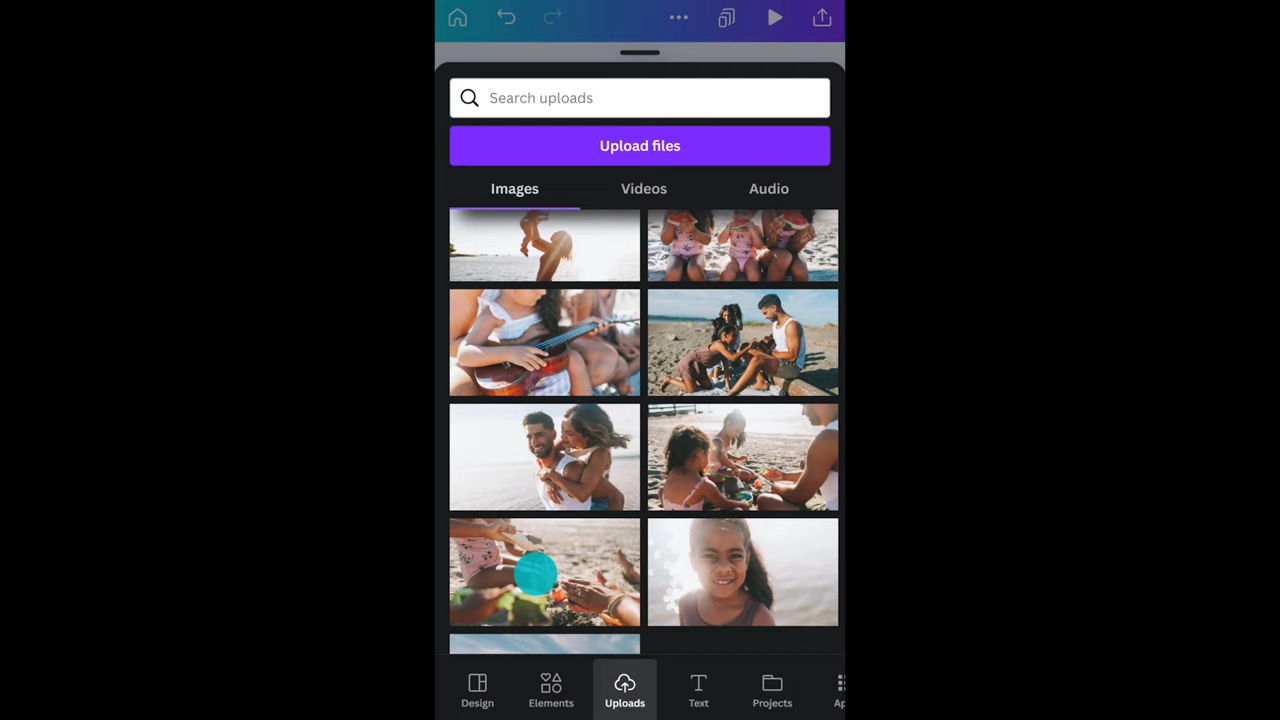 Search uploads
Upload files
Images Videos Audio
Design Elements Uploads Text Projects